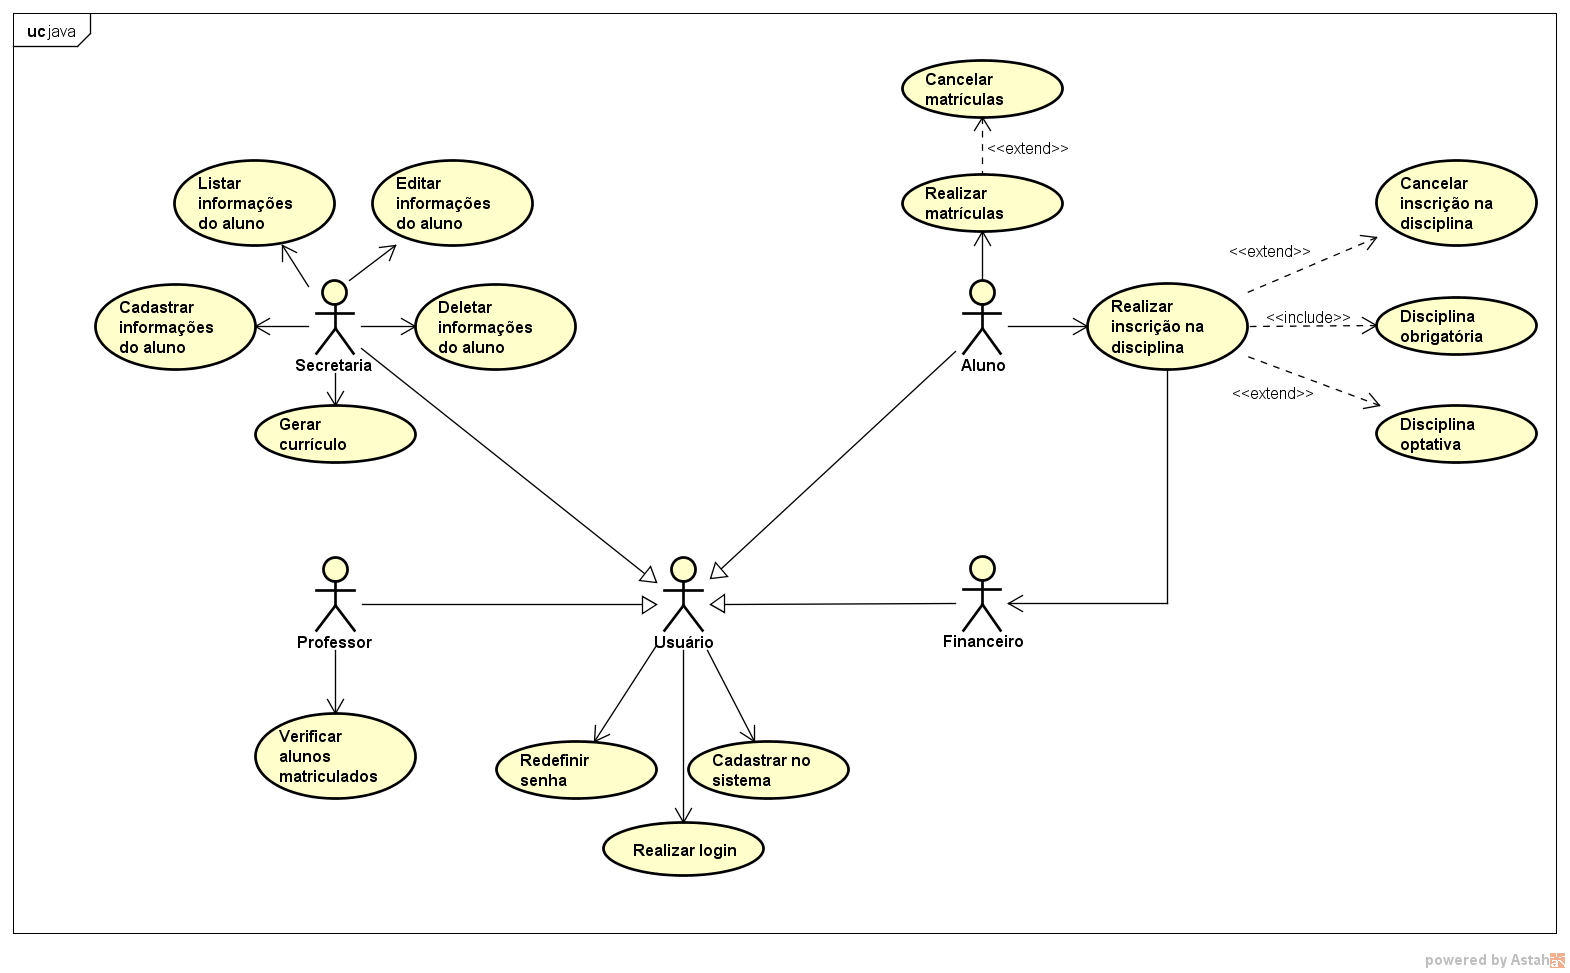 uc java
Cancelar
matrículas
<<extend>>
Realizar
matrículas
Listar
informações
do aluno
Editar
informações
do aluno
Cadastrar
informações
do aluno
Deletar
informações
do aluno
Secretaria
Gerar
currículo
Aluno
Realizar
inscrição na
disciplina
<<extend>>
Cancelar
inscrição na
disciplina
<<include>>
Disciplina
obrigatória
<<extend>>
Disciplina
optativa
Professor
Usuário
Financeiro
Verificar
alunos
matriculados
Redefinir
senha
Cadastrar no
sistema
Realizar login
powered by Astah